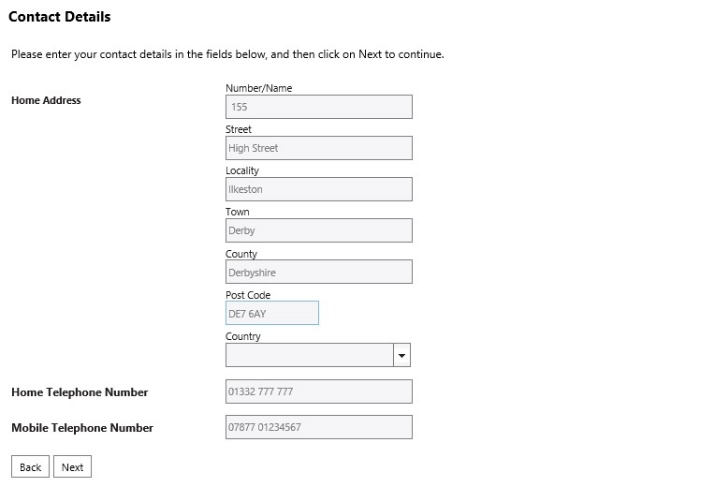 Contact Details
Please enter your contact details in the fields below, and then click on Next to continue.
Home Address
Number/Name
155
Street
High Street
Locality
Ilkeston
Town
Derby
County
Derbyshire
Post Code
DE7 6AY
Country
Home Telephone Number
01332 777 777
Mobile Telephone Number
07877 01234567
Back Next